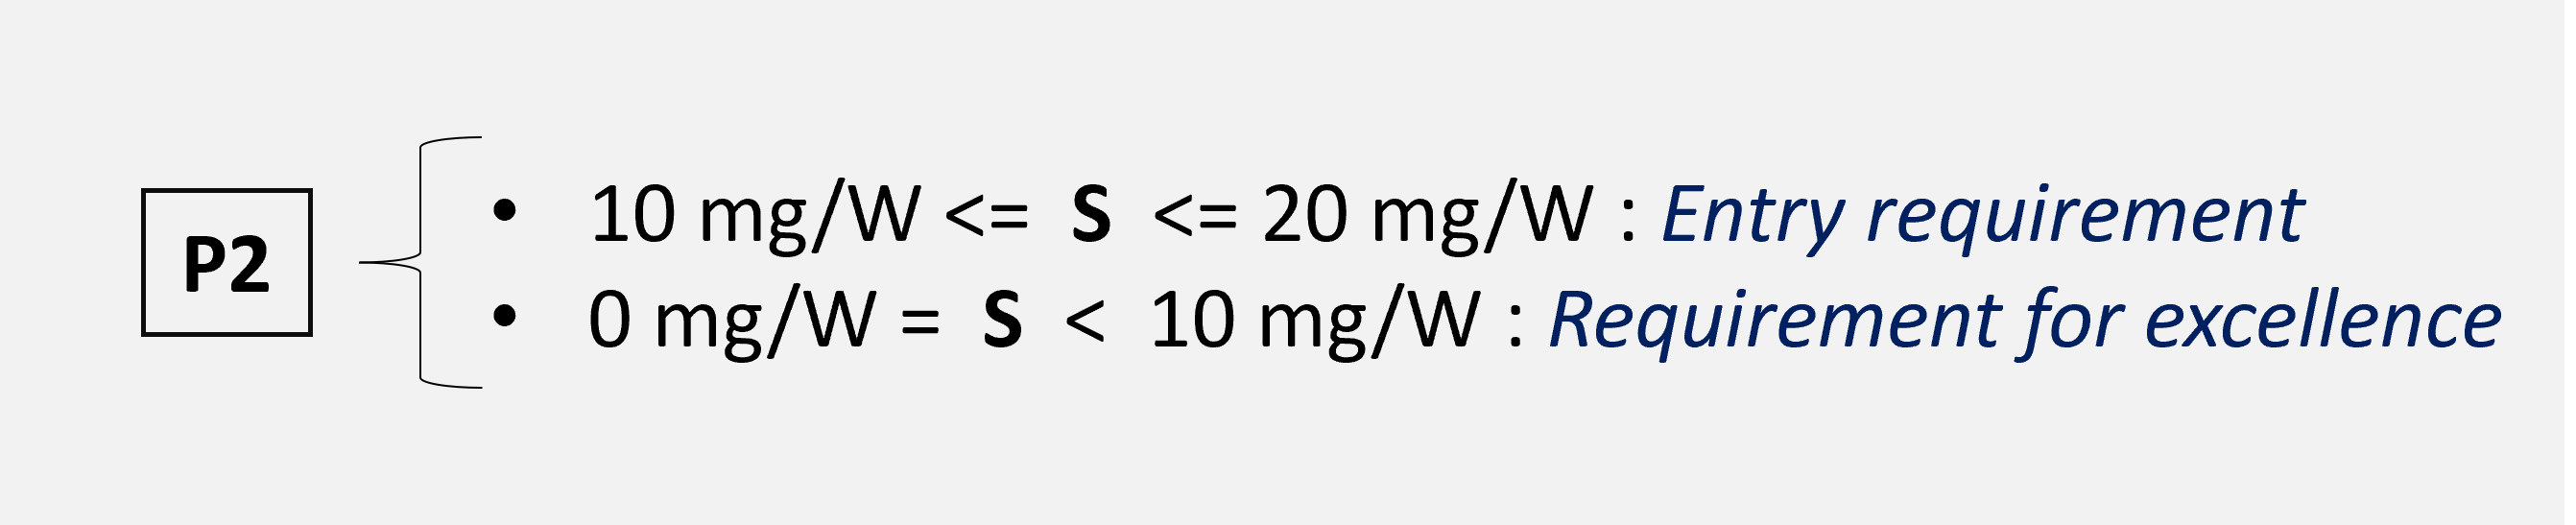 P2
• 10 mg/W <= S <= 20 mg/W : Entry requirement
• 0 mg/W = S < 10 mg/W : Requirement for excellence